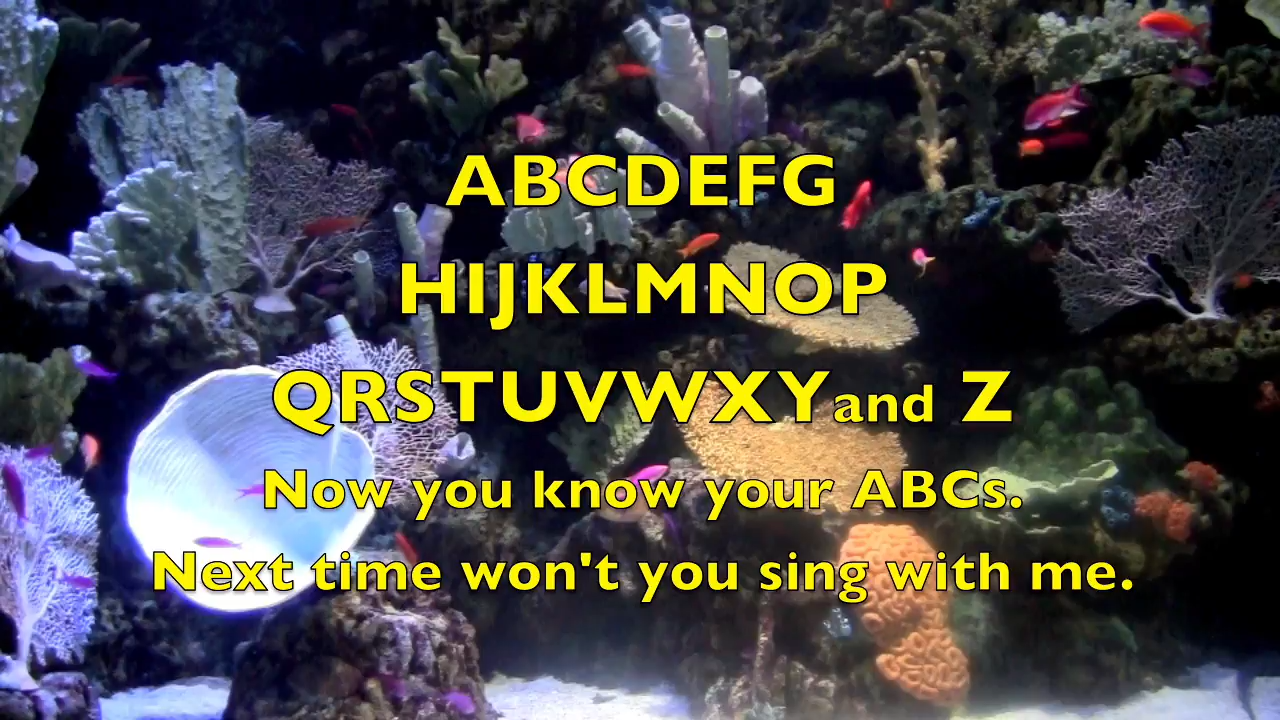 ABCDEFG
HIJKLMNOP
QRSTUVWXYand Z
Now you know your ABCs.
Next time won't you sing with me.